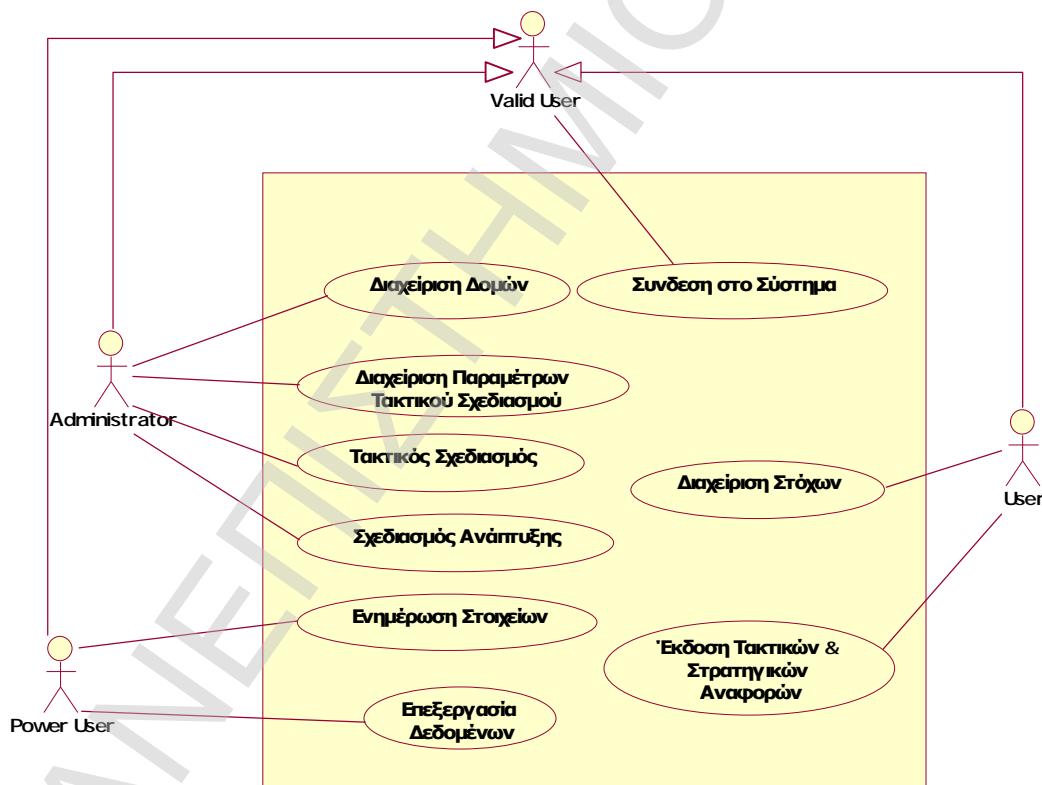 Valid User
Διαχείριση Δομών
Συνδεση στο Σύστημα
Διαχείριση Παραμέτρων
Τακτικού Σχεδιασμού
Administrator
Τακτικός Σχεδιασμός
Διαχείριση Στόχων
User
Σχεδιασμός Ανάπτυξης
Ενημέρωση Στοιχείων
Έκδοση Τακτικών &
Στρατηγικών
Αναφορών
Power User
Επεξεργασία
Δεδομένων
ΑΝΕΠΙΣΤΗΜΙΟ